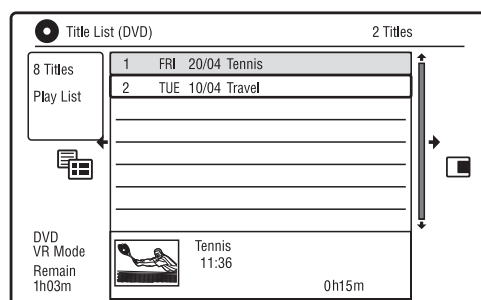 Title List (DVD) 2 Titles
8 Titles
Play List
1 FRI 20/04 Tennis
2 TUE 10/04 Travel
DVD
VR Mode
Remain
1h03m
Tennis
11:36
0h15m